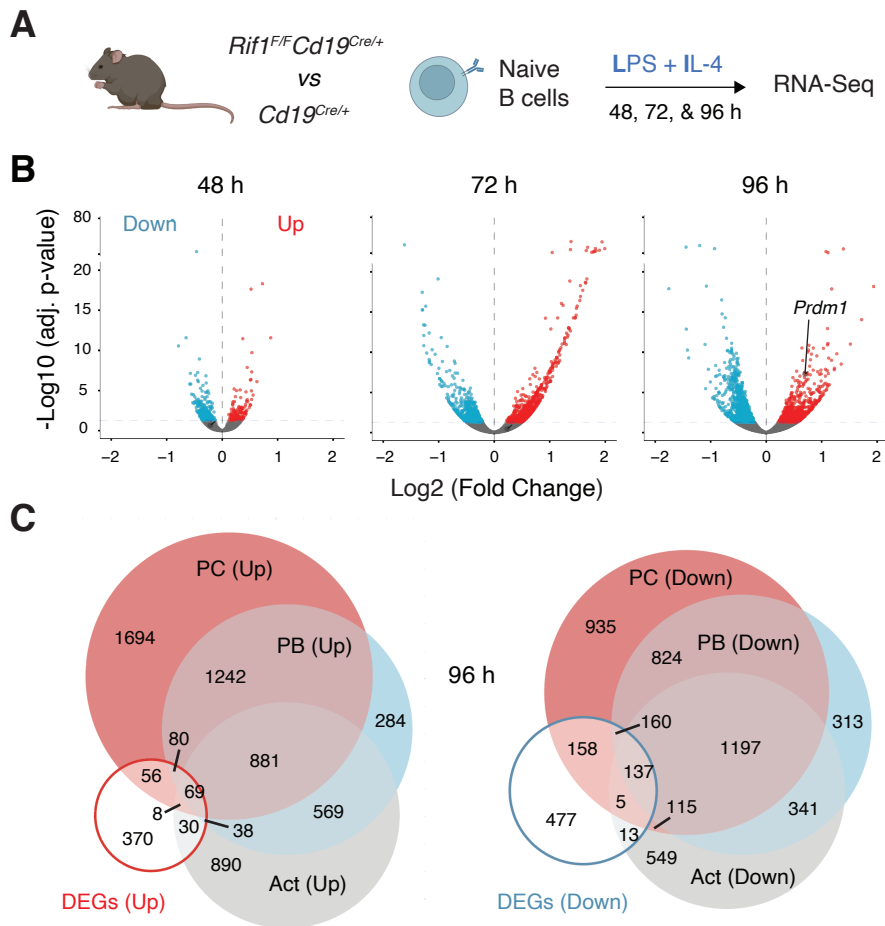 A
Rif1F/FCd19Cre/+
vs
Cd19Cre/+
Naive
B cells
LPS + IL-4
48, 72, & 96 h
RNA-Seq
B
48 h
72 h
96 h
-Log10 (adj. p-value)
80
20
15
10
5
0
Down
Up
Prdm1
−2 −1 0 1 2
−2 −1 0 1 2
−2 −1 0 1 2
Log2 (Fold Change)
C
PC (Up)
1694
PB (Up)
1242
284
80
881
56
69
8
30
38
569
370
890
Act (Up)
DEGs (Up)
96 h
PC (Down)
935
PB (Down)
824
160
313
158
1197
137
5
115
341
477
13
549
Act (Down)
DEGs (Down)